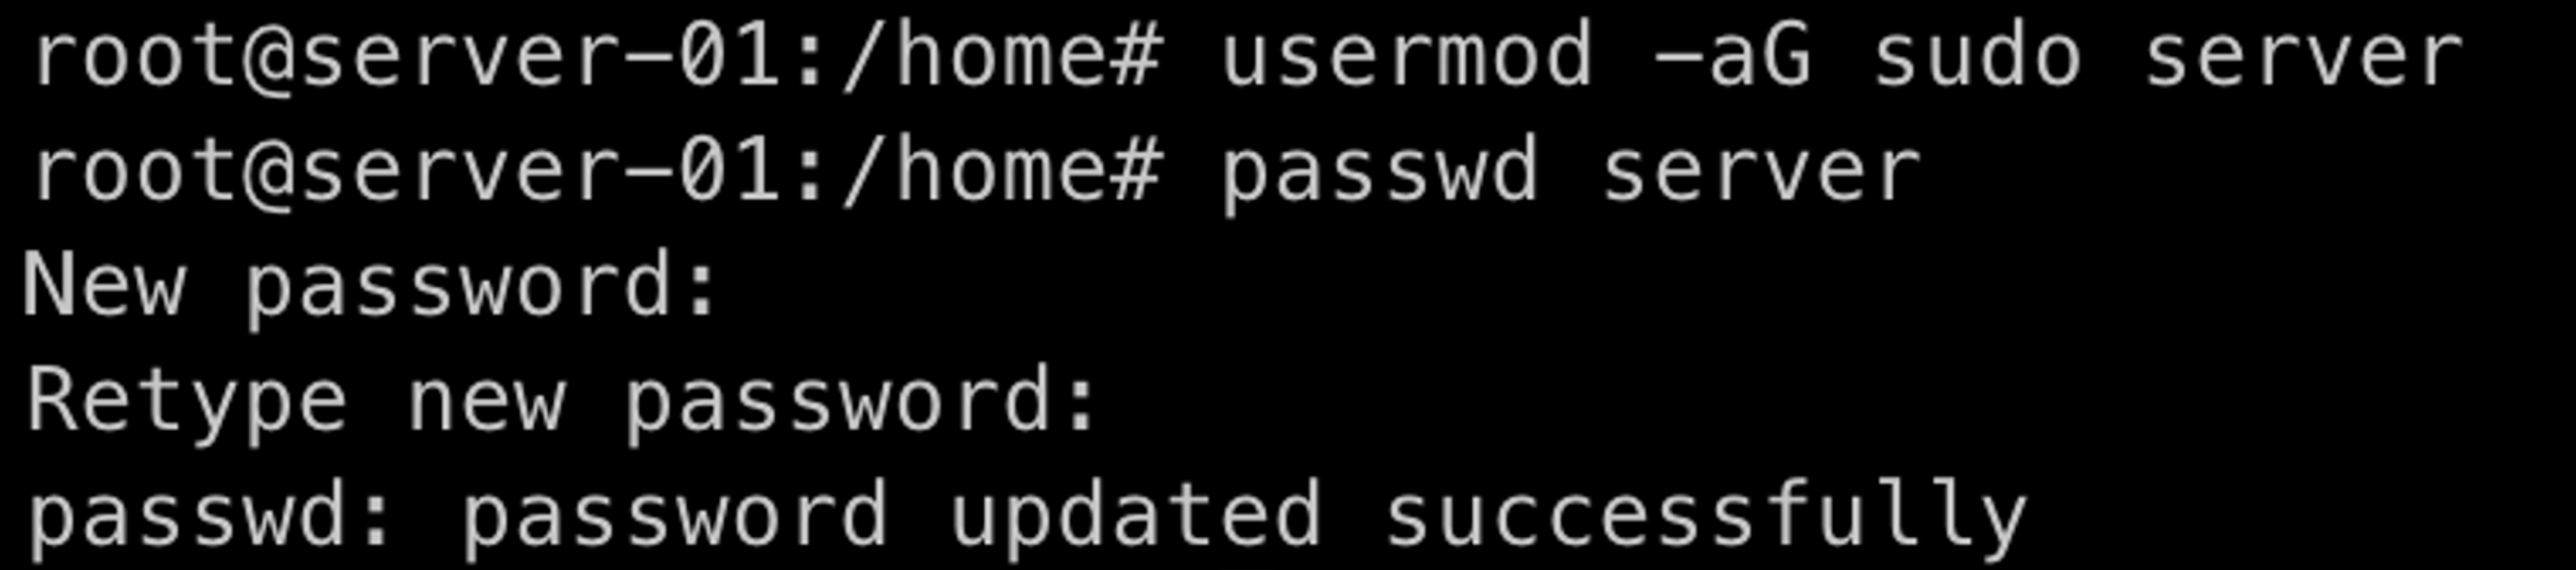 root@server-01:/home# usermod -aG sudo server
root@server-01:/home# passwd server
New password:
Retype new password:
passwd: password updated successfully